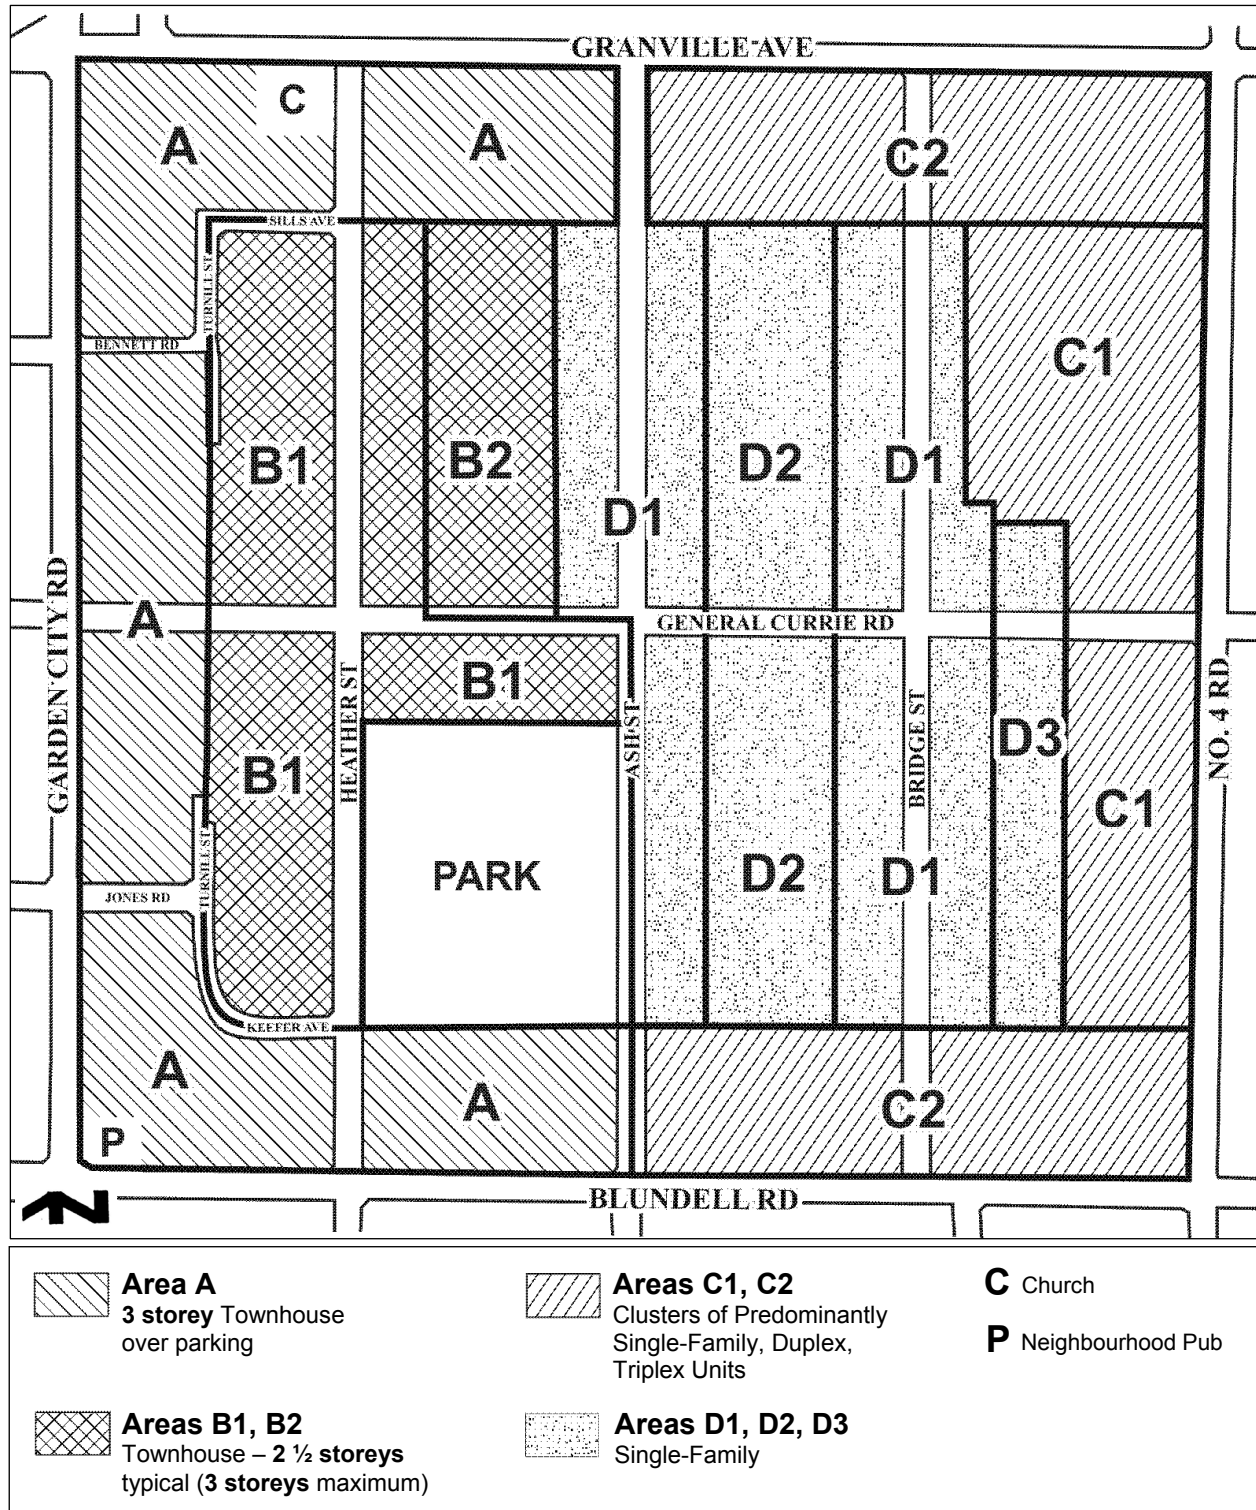 GRANVILLE AVE
C
A
A
C2
SILLS AVE
TURNILL ST
BENNETT RD
C1
B1
B2
D2
D1
D1
GARDEN CITY RD
A
GENERAL CURRIE RD
B1
HEATHER ST
ASH ST
BRIDGE ST
NO. 4 RD
D3
B1
C1
TURNILL ST
PARK
D2
D1
JONES RD
KEEFER AVE
A
A
C2
P
N
BLUNDELL RD
Area A
3 storey Townhouse
over parking
Areas B1, B2
Townhouse – 2 ½ storeys
typical (3 storeys maximum)
Areas C1, C2
Clusters of Predominantly
Single-Family, Duplex,
Triplex Units
Areas D1, D2, D3
Single-Family
C Church
P Neighbourhood Pub